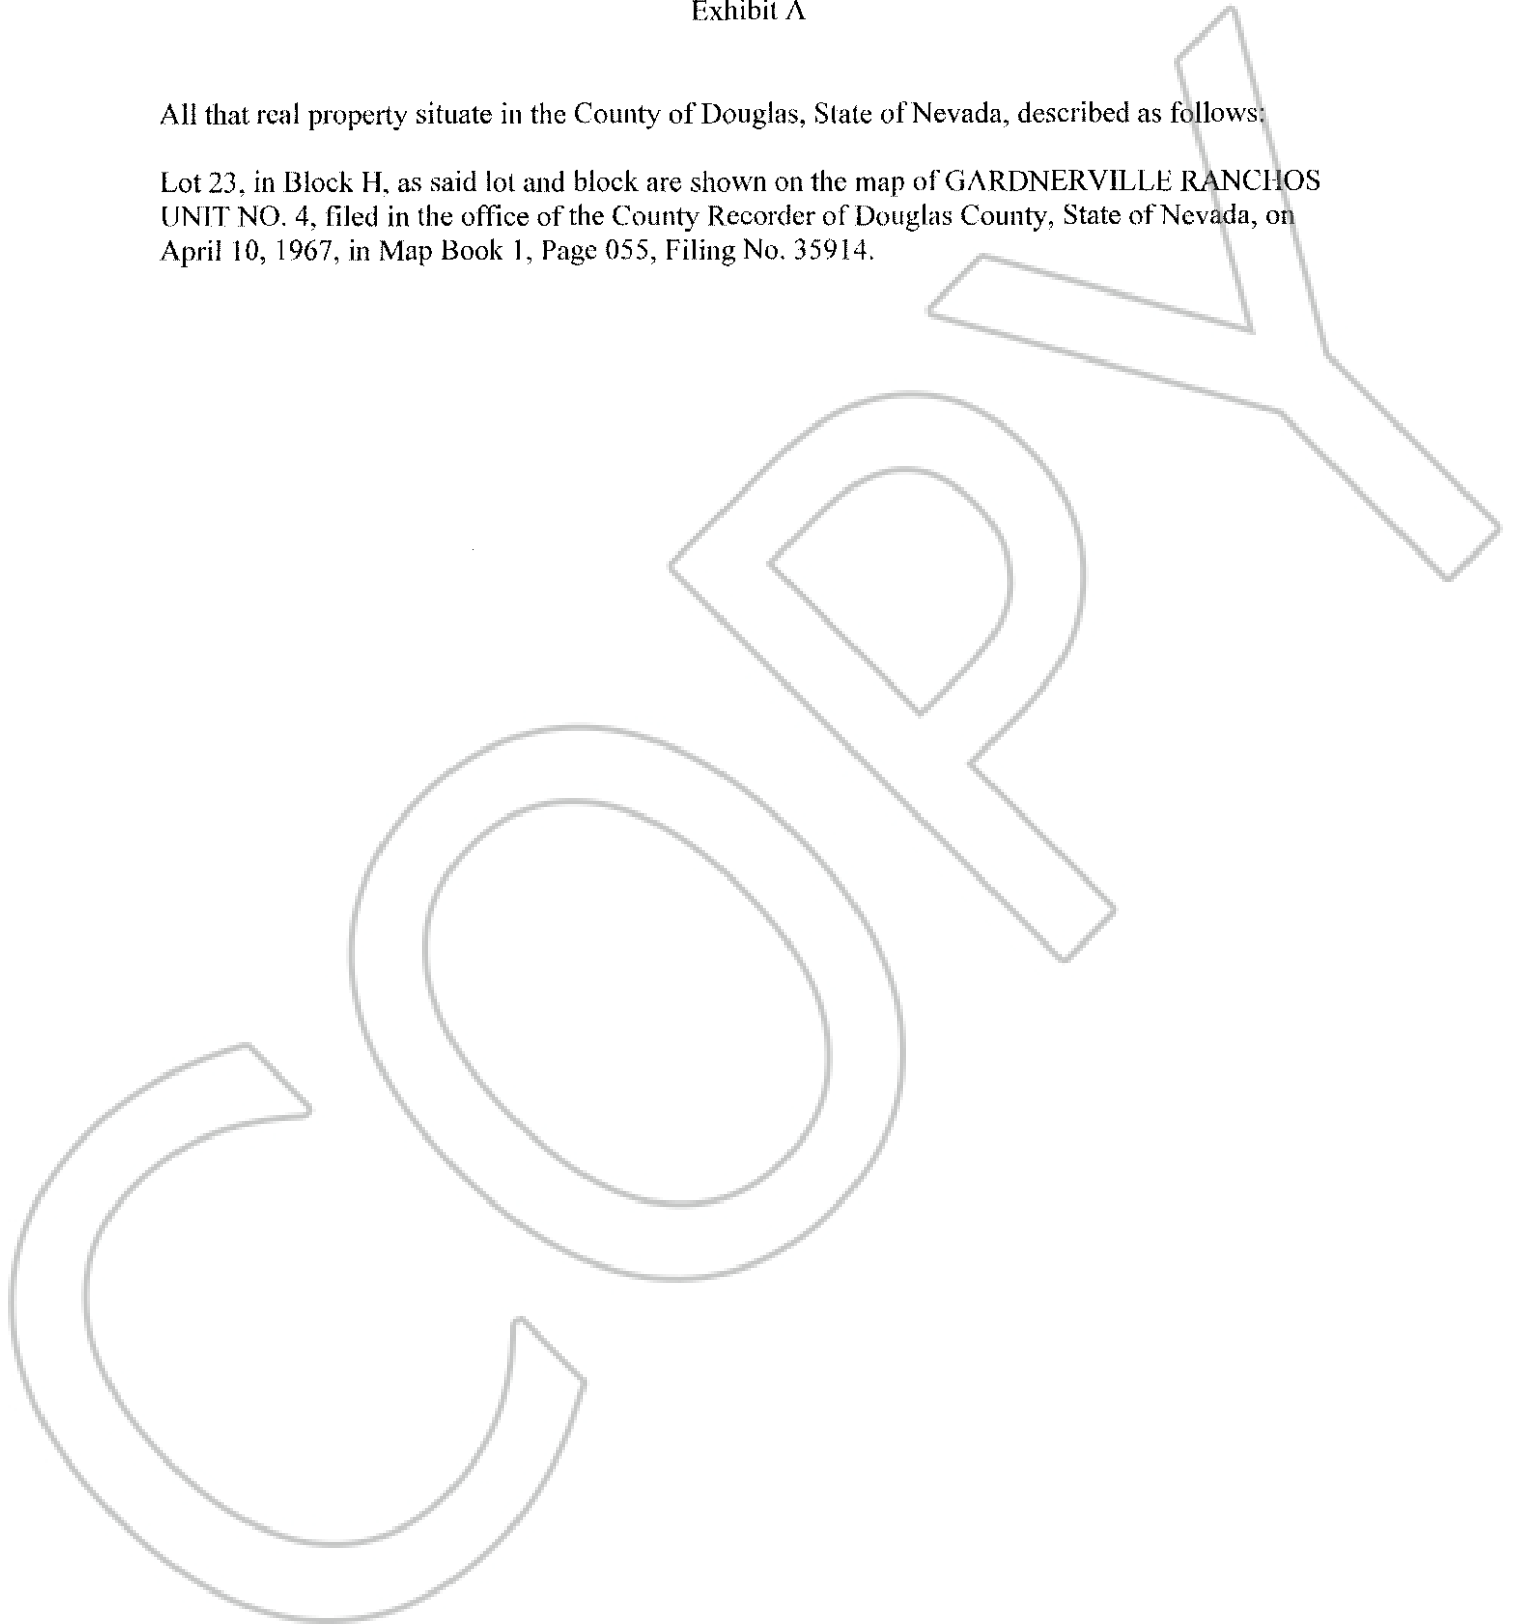 Exhibit A
All that real property situate in the County of Douglas, State of Nevada, described as follows:
Lot 23, in Block H, as said lot and block are shown on the map of GARDNERVILLE RANCHOS
UNIT NO. 4, filed in the office of the County Recorder of Douglas County, State of Nevada, on
April 10, 1967, in Map Book 1, Page 055, Filing No. 35914.
COPY